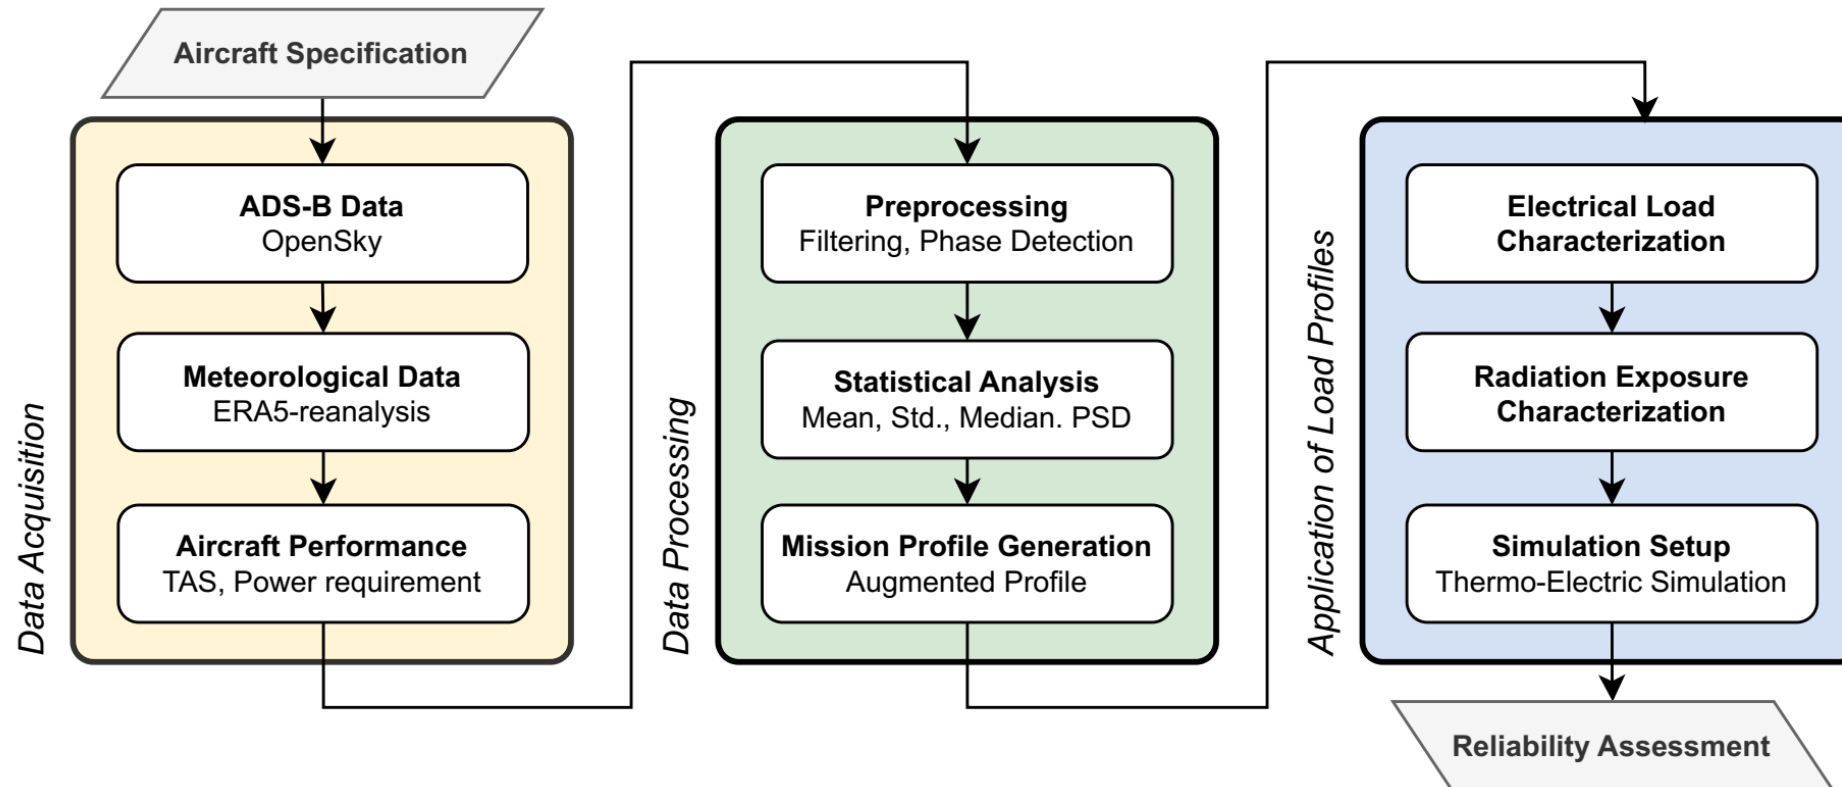 Aircraft Specification
Data Acquisition
ADS-B Data
OpenSky
Meteorological Data
ERA5-reanalysis
Aircraft Performance
TAS, Power requirement
Data Processing
Preprocessing
Filtering, Phase Detection
Statistical Analysis
Mean, Std., Median. PSD
Mission Profile Generation
Augmented Profile
Application of Load Profiles
Electrical Load
Characterization
Radiation Exposure
Characterization
Simulation Setup
Thermo-Electric Simulation
Reliability Assessment